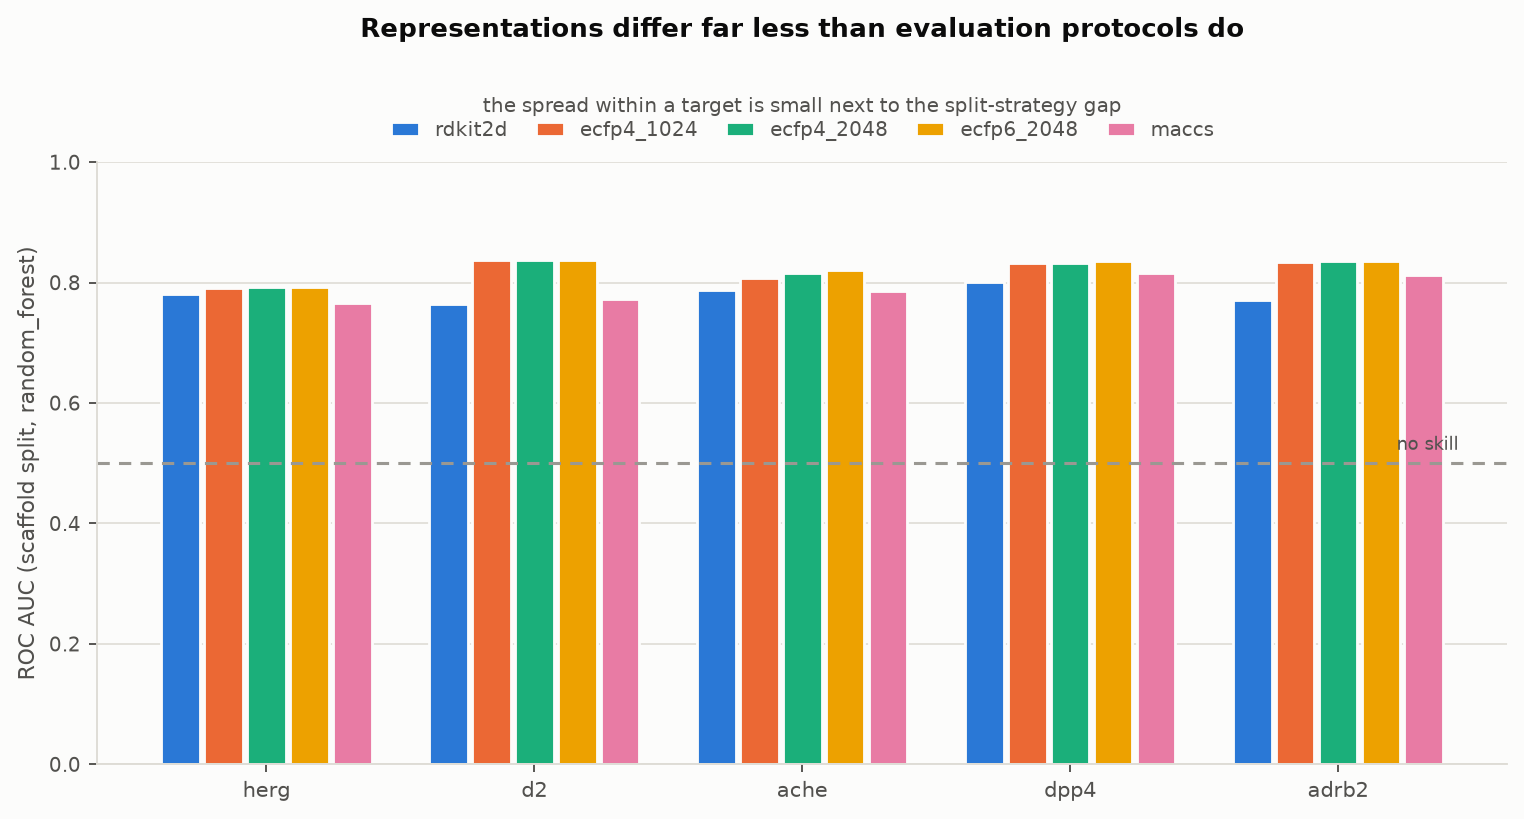 Representations differ far less than evaluation protocols do
the spread within a target is small next to the split-strategy gap
rdkit2d ecfp4_1024 ecfp4_2048 ecfp6_2048 maccs
ROC AUC (scaffold split, random_forest)
1.0
0.8
0.6
0.4
0.2
0.0
no skill
herg d2 ache dpp4 adrb2